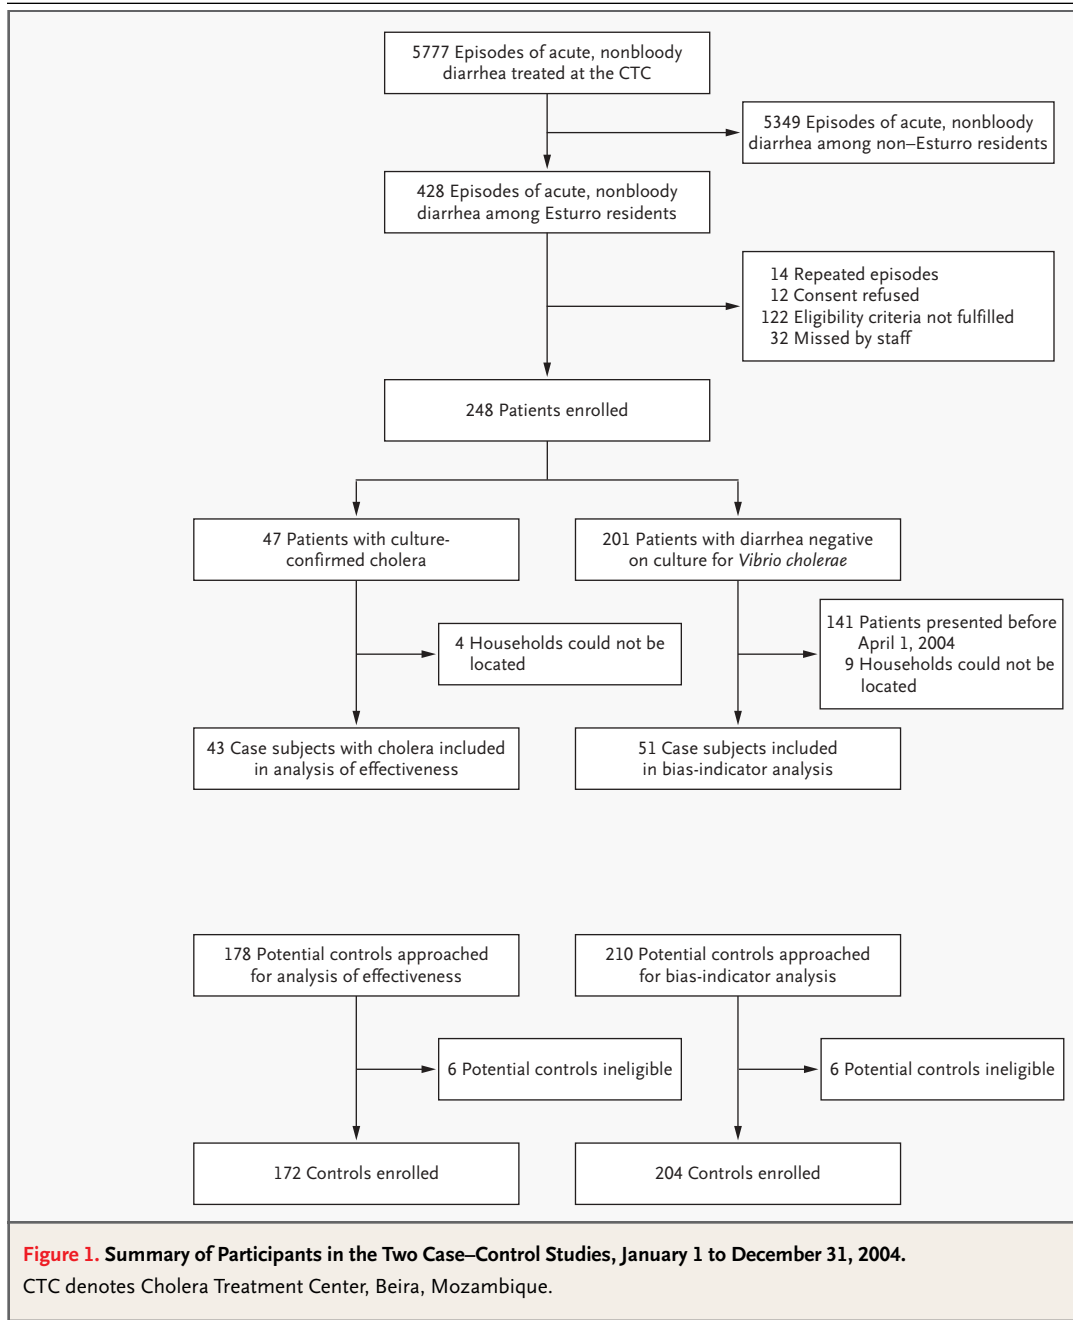 5777 Episodes of acute, nonbloody
diarrhea treated at the CTC
5349 Episodes of acute, nonbloody
diarrhea among non–Esturro residents
428 Episodes of acute, nonbloody
diarrhea among Esturro residents
14 Repeated episodes
12 Consent refused
122 Eligibility criteria not fulfilled
32 Missed by staff
248 Patients enrolled
47 Patients with culture-
confirmed cholera
201 Patients with diarrhea negative
on culture for Vibrio cholerae
4 Households could not be
located
141 Patients presented before
April 1, 2004
9 Households could not be
located
43 Case subjects with cholera included
in analysis of effectiveness
51 Case subjects included
in bias-indicator analysis
178 Potential controls approached
for analysis of effectiveness
210 Potential controls approached
for bias-indicator analysis
6 Potential controls ineligible
6 Potential controls ineligible
172 Controls enrolled
204 Controls enrolled
Figure 1. Summary of Participants in the Two Case–Control Studies, January 1 to December 31, 2004.
CTC denotes Cholera Treatment Center, Beira, Mozambique.